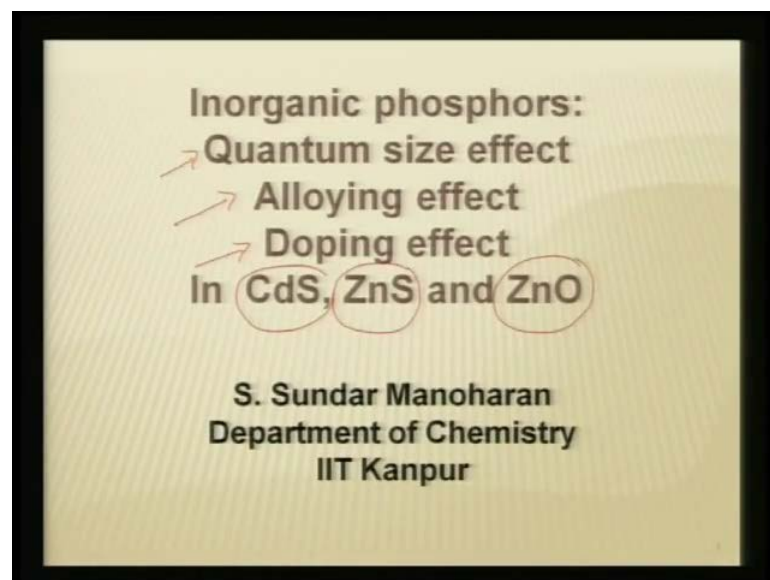 Inorganic phosphors:
Quantum size effect
Alloying effect
Doping effect
In CdS, ZnS and ZnO
S. Sundar Manoharan
Department of Chemistry
IIT Kanpur